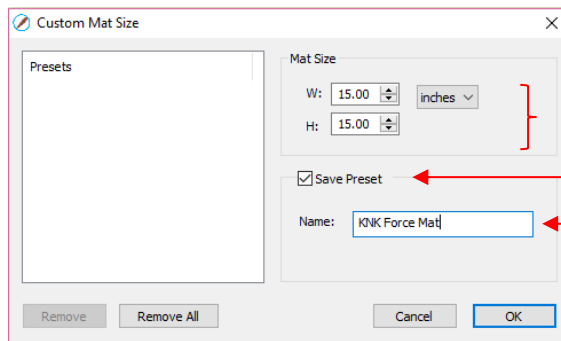 Custom Mat Size
Presets
Mat Size
W: 15.00 inches
H: 15.00
Save Preset
Name: KNK Force Mat
Remove Remove All Cancel OK